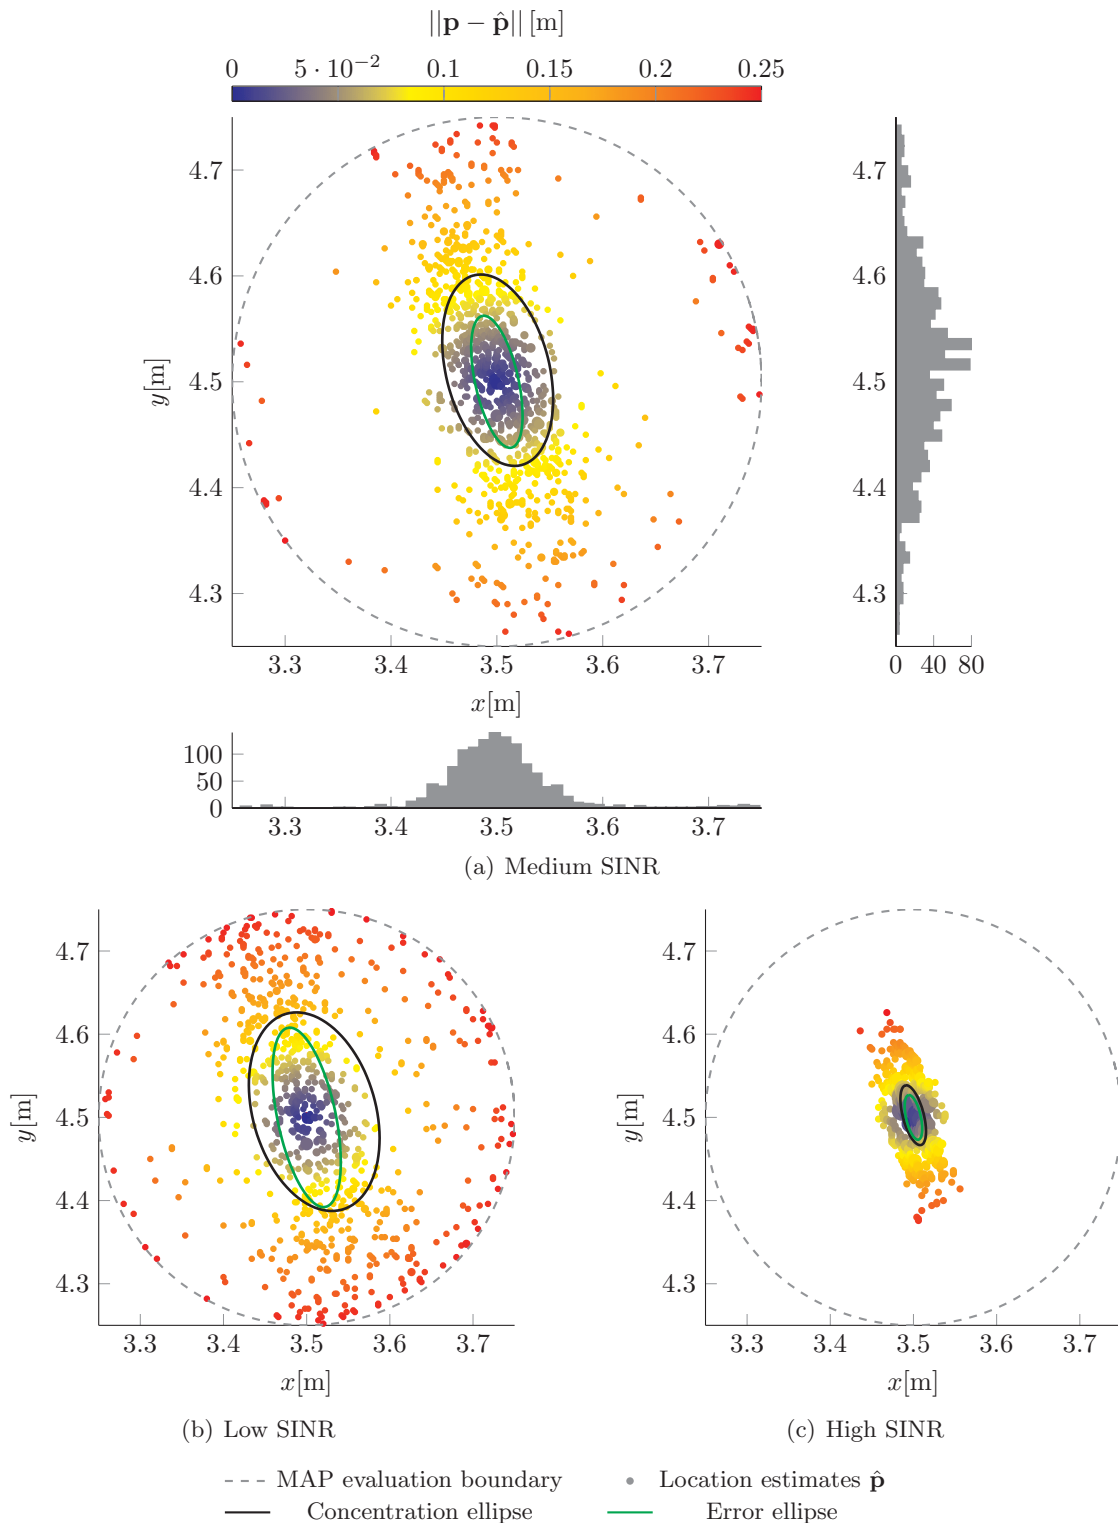 ||p − p̂|| [m]
0 5 · 10⁻² 0.1 0.15 0.2 0.25
4.7
4.6
4.5
4.4
4.3
y[m]
3.3 3.4 3.5 3.6 3.7
x[m]
4.7
4.6
4.5
4.4
4.3
0 40 80
100
50
0
3.3 3.4 3.5 3.6 3.7
(a) Medium SINR
4.7
4.6
4.5
4.4
4.3
y[m]
3.3 3.4 3.5 3.6 3.7
x[m]
(b) Low SINR
4.7
4.6
4.5
4.4
4.3
y[m]
3.3 3.4 3.5 3.6 3.7
x[m]
(c) High SINR
MAP evaluation boundary Location estimates p̂
Concentration ellipse Error ellipse